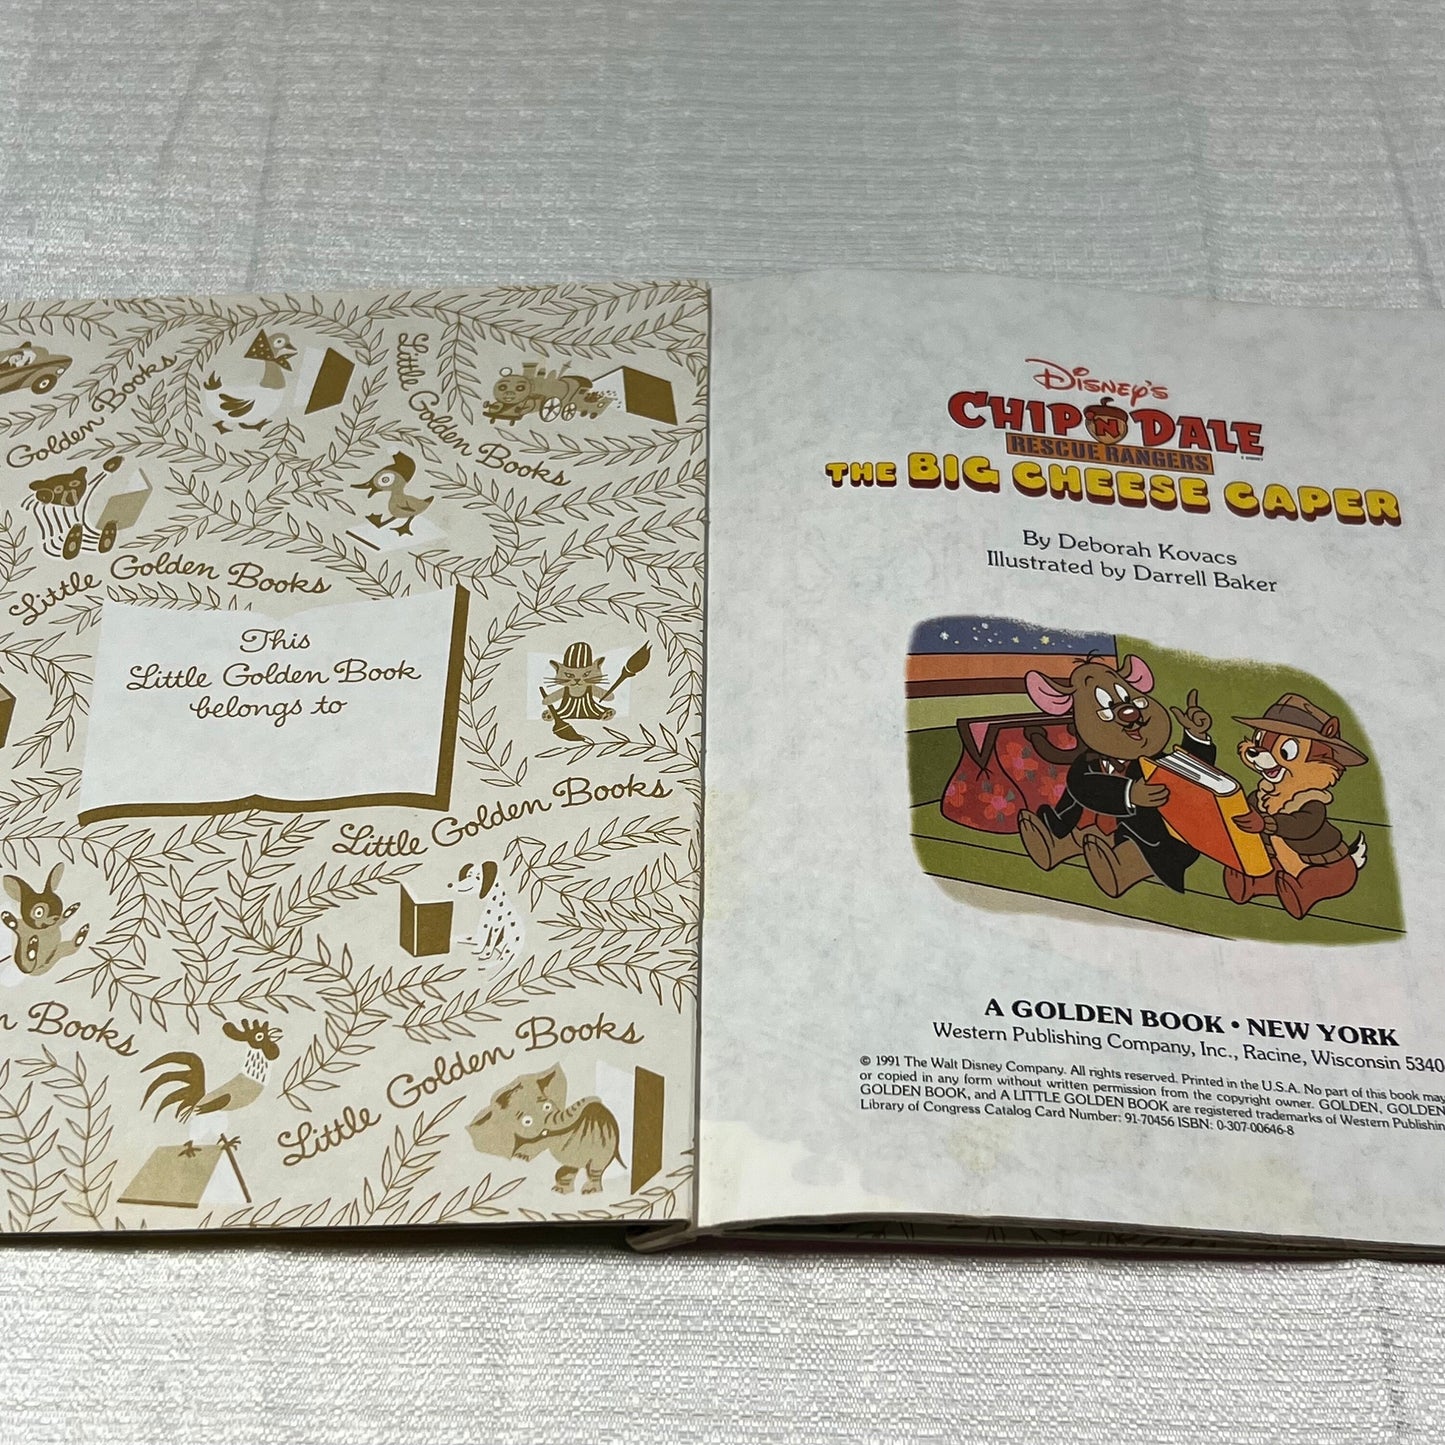 Golden Books
Little Golden Books
Little Golden Books
This
Little Golden Book
belongs to
Little Golden Books
Books
Little Golden Books
DISNEY'S
CHIP 'N DALE
RESCUE RANGERS
THE BIG CHEESE CAPER
By Deborah Kovacs
Illustrated by Darrell Baker
A GOLDEN BOOK • NEW YORK
Western Publishing Company, Inc., Racine, Wisconsin 5340
© 1991 The Walt Disney Company. All rights reserved. Printed in the U.S.A. No part of this book may
or copied in any form without written permission from the copyright owner. GOLDEN, GOLDEN
GOLDEN BOOK, and A LITTLE GOLDEN BOOK are registered trademarks of Western Publishin
Library of Congress Catalog Card Number: 91-70456 ISBN: 0-307-00646-8